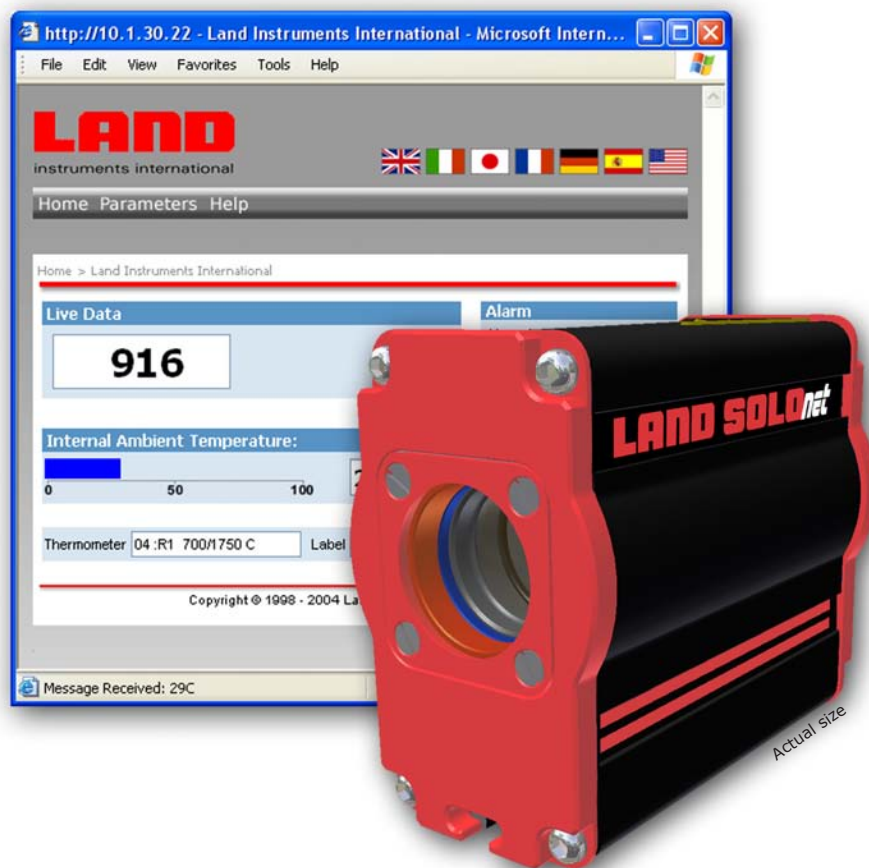 http://10.1.30.22 - Land Instruments International - Microsoft Intern...
File Edit View Favorites Tools Help
LAND
instruments international
Home Parameters Help
Home > Land Instruments International
Live Data
Alarm
916
Internal Ambient Temperature:
0 50 100
Thermometer 04 :R1 700/1750 C Label
Copyright © 1998 - 2004
Message Received: 29C
LAND SOLOnet
Actual size